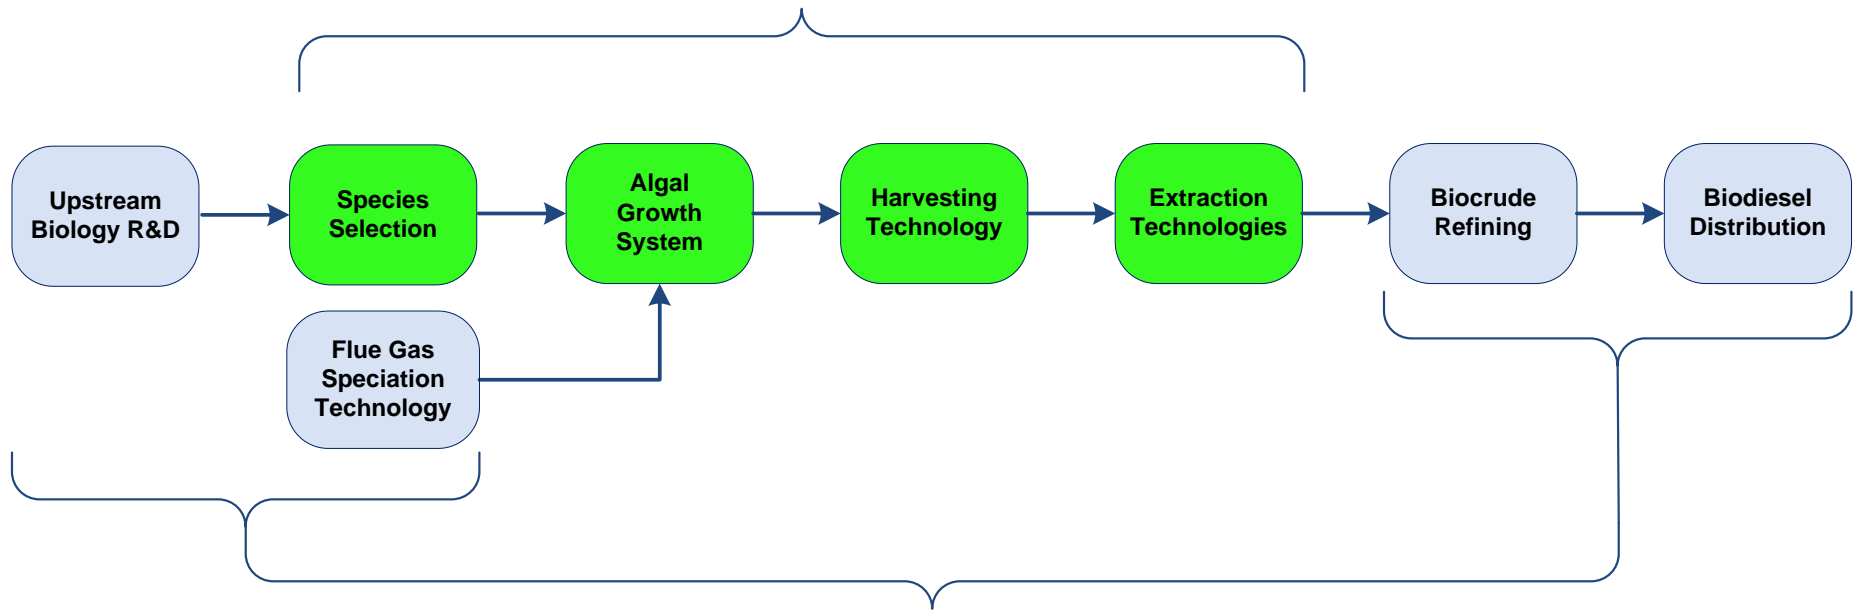 Upstream
Biology R&D
Species
Selection
Algal
Growth
System
Harvesting
Technology
Extraction
Technologies
Biocrude
Refining
Biodiesel
Distribution
Flue Gas
Speciation
Technology